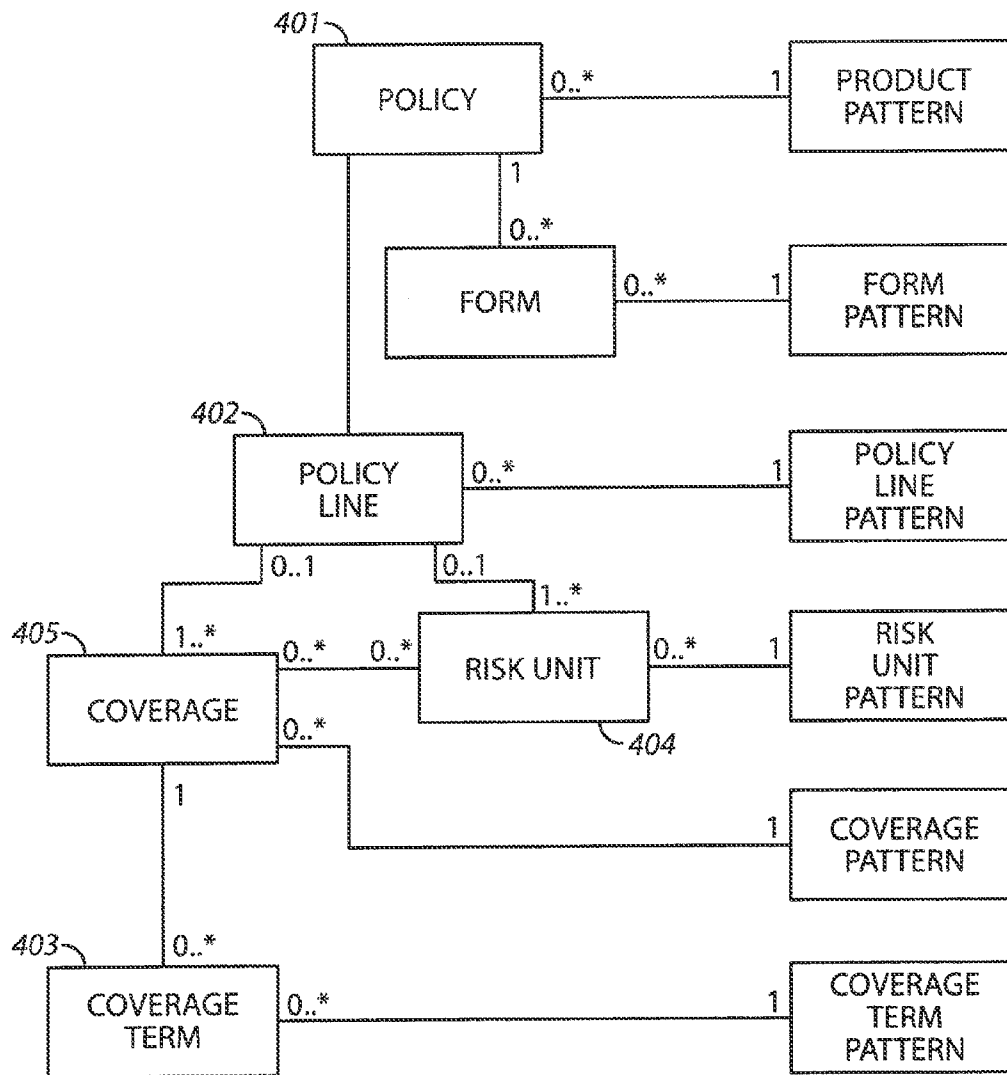 401
POLICY
0..*
1
PRODUCT
PATTERN
1
0..*
FORM
0..*
1
FORM
PATTERN
402
POLICY
LINE
0..*
1
POLICY
LINE
PATTERN
0..1
0..1
1..*
1..*
405
COVERAGE
0..*
0..*
RISK UNIT
0..*
1
RISK
UNIT
PATTERN
404
0..*
1
COVERAGE
PATTERN
1
0..*
403
COVERAGE
TERM
0..*
1
COVERAGE
TERM
PATTERN